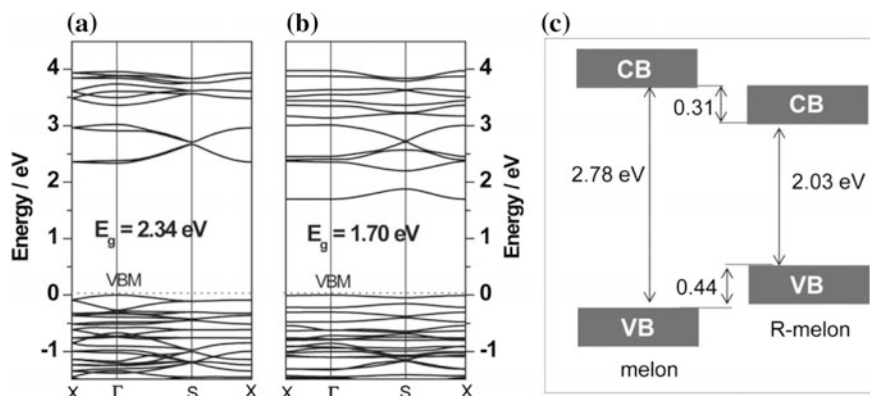 (a)
(b)
(c)
4
3
2
1
0
-1
Energy / eV
E_g = 2.34 eV
VBM
X Γ S X
4
3
2
1
0
-1
Energy / eV
E_g = 1.70 eV
VBM
X Γ S X
CB
CB
0.31
2.78 eV
2.03 eV
0.44
VB
VB
R-melon
melon